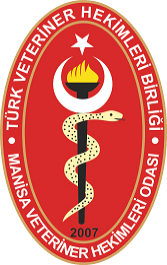 • TÜRK VETERİNER HEKİMLERİ BİRLİĞİ •
MANİSA VETERİNER HEKİMLERİ ODASI
2007